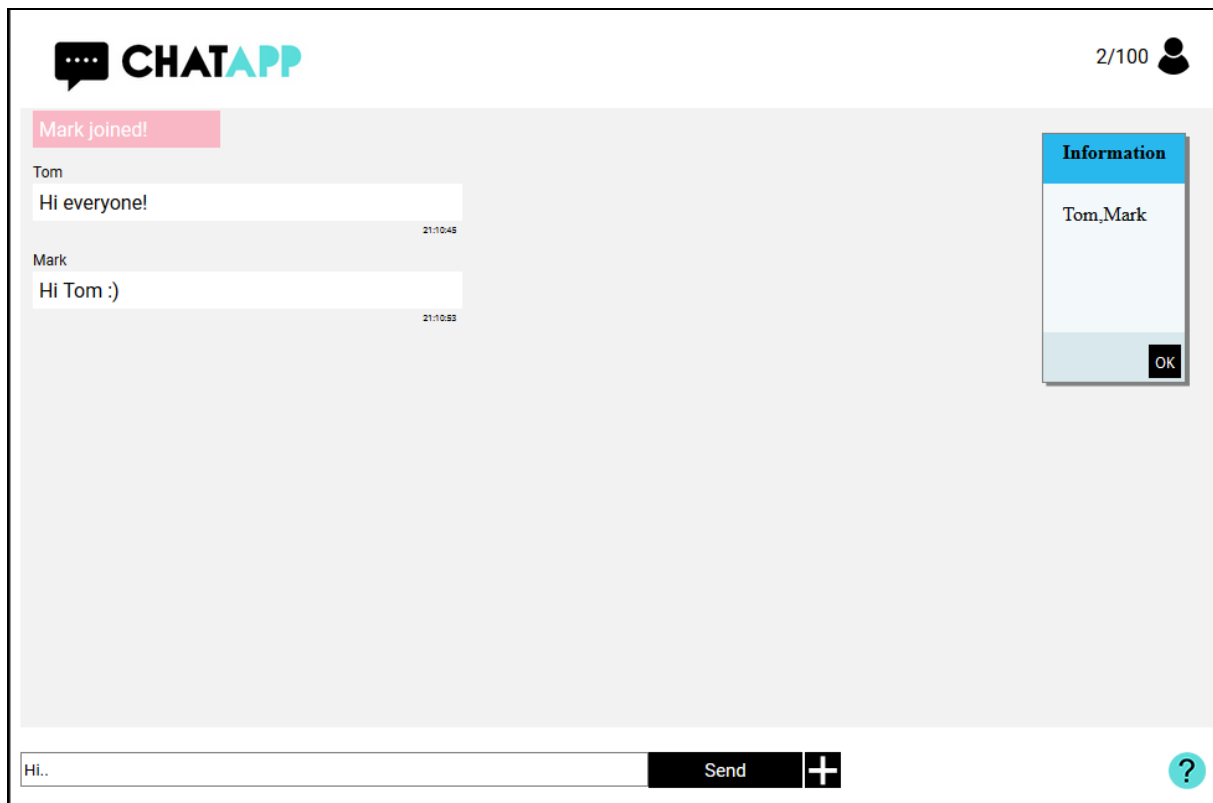 CHATAPP
2/100
Mark joined!
Tom
Hi everyone!
21:10:45
Mark
Hi Tom :)
21:10:53
Information
Tom,Mark
OK
Hi..
Send
?